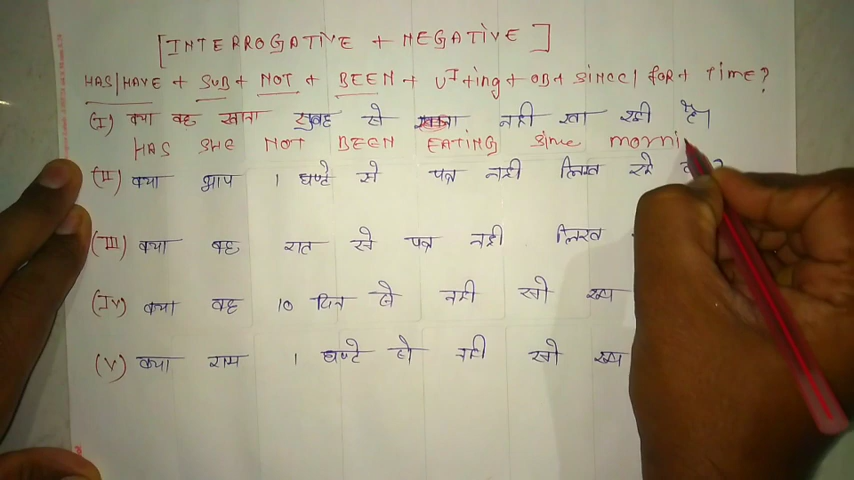 [INTERROGATIVE + NEGATIVE]
HAS/HAVE + SUB + NOT + BEEN + V¹+ing + OB+ since/for + Time?
(I) क्या वह खाना सुबह से नही खा रही है।
HAS SHE NOT BEEN EATING since morni
(II) क्या आप 1 घण्टे से पत्र नही लिख रहे
(III) क्या वह रात से पत्र नही लिख
(IV) क्या वह 10 दिन से नही
(V) क्या राम 1 घण्टे से नही